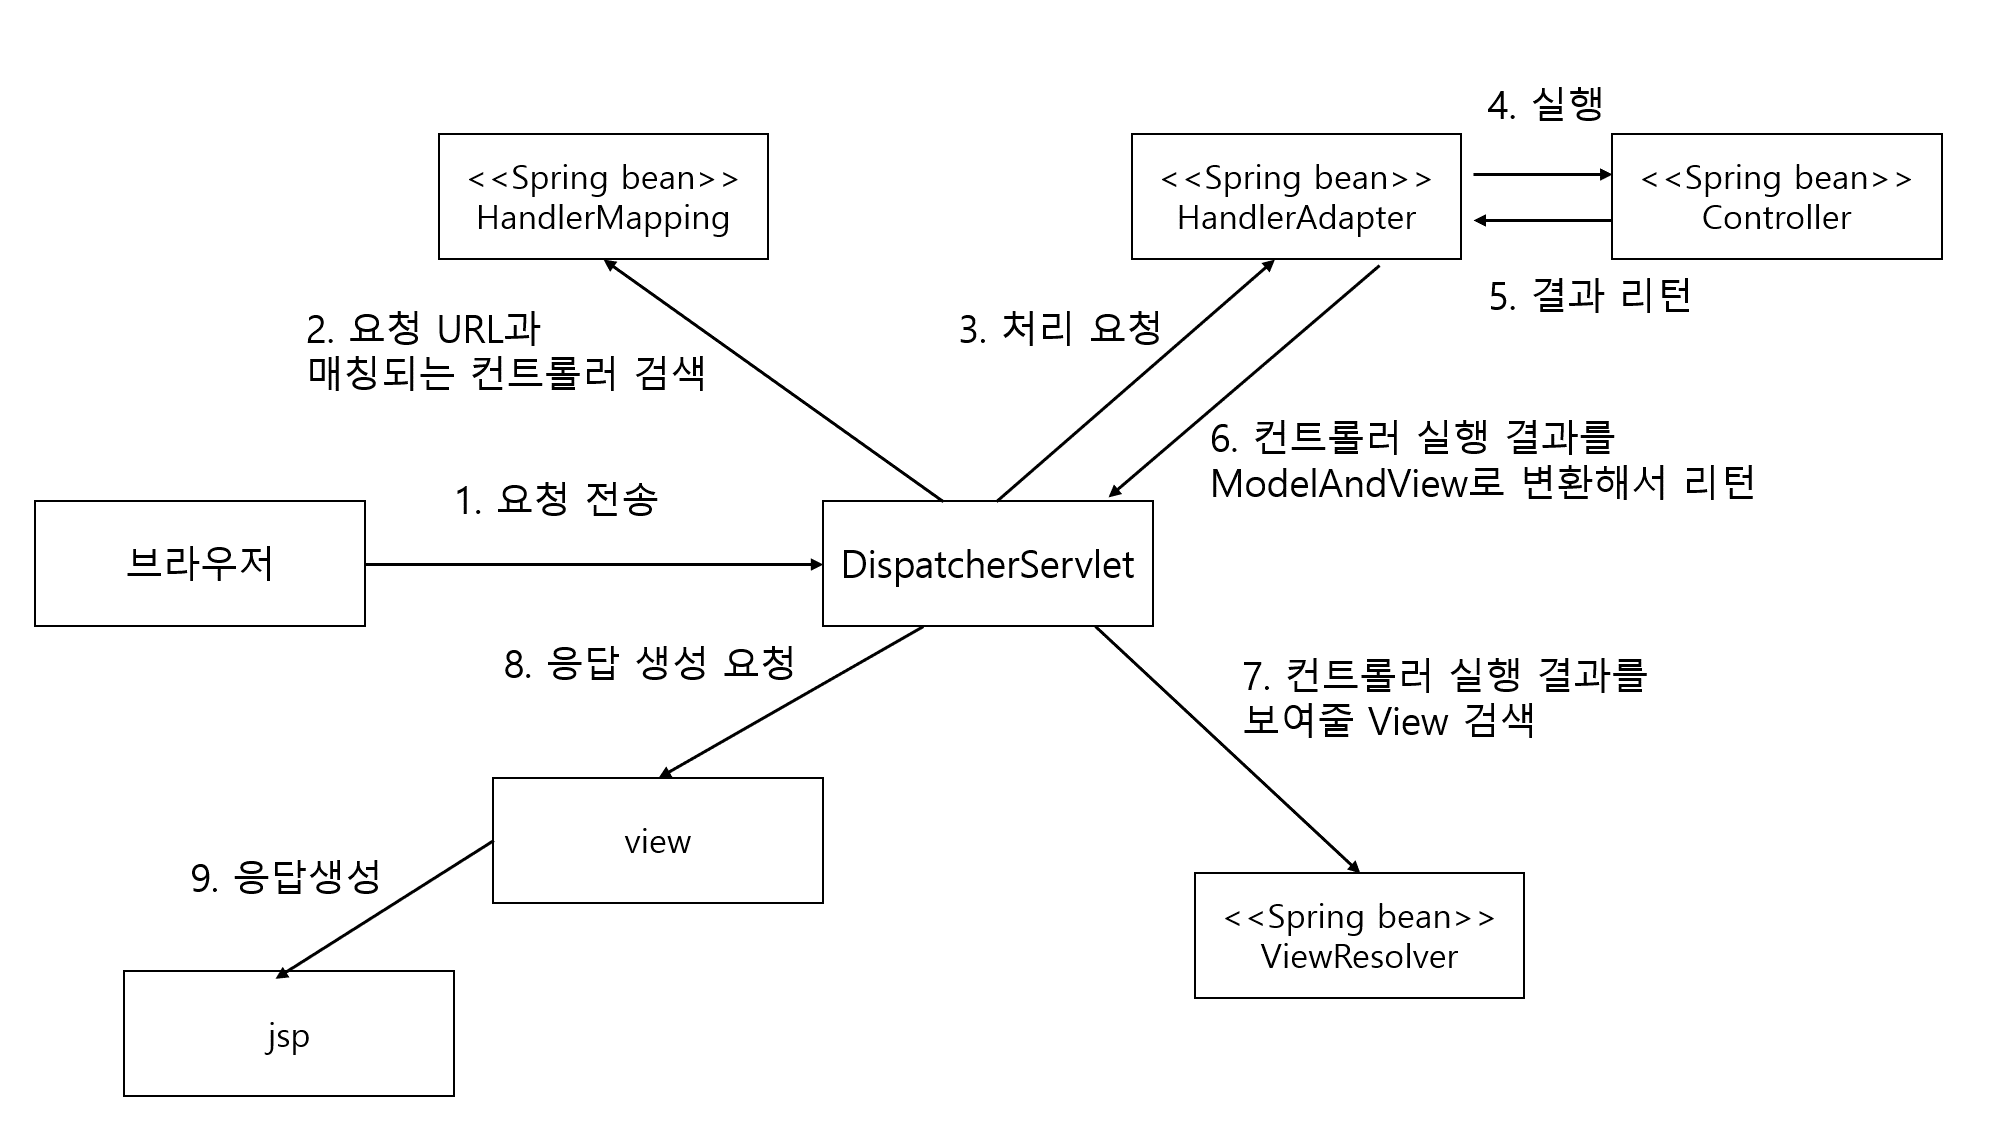 4. 실행
<<Spring bean>>
HandlerMapping
<<Spring bean>>
HandlerAdapter
<<Spring bean>>
Controller
5. 결과 리턴
2. 요청 URL과
매칭되는 컨트롤러 검색
3. 처리 요청
6. 컨트롤러 실행 결과를
ModelAndView로 변환해서 리턴
1. 요청 전송
브라우저
DispatcherServlet
8. 응답 생성 요청
7. 컨트롤러 실행 결과를
보여줄 View 검색
view
9. 응답생성
<<Spring bean>>
ViewResolver
jsp